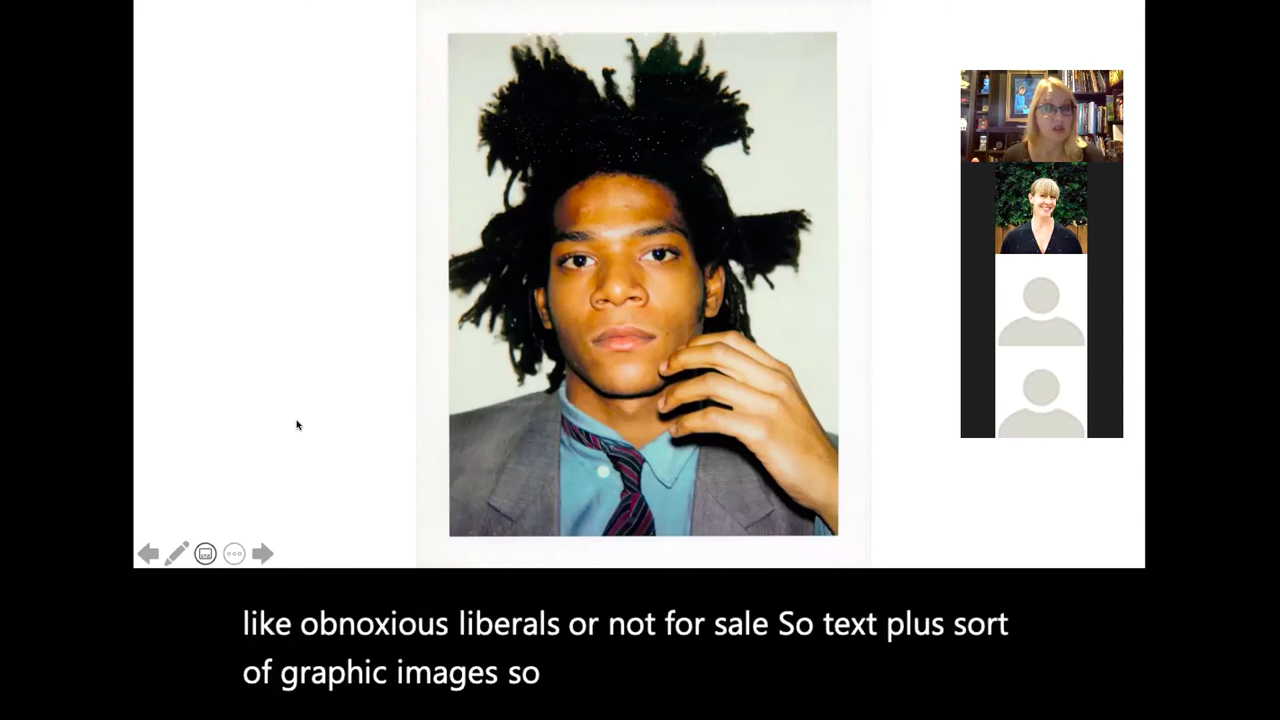 like obnoxious liberals or not for sale So text plus sort
of graphic images so